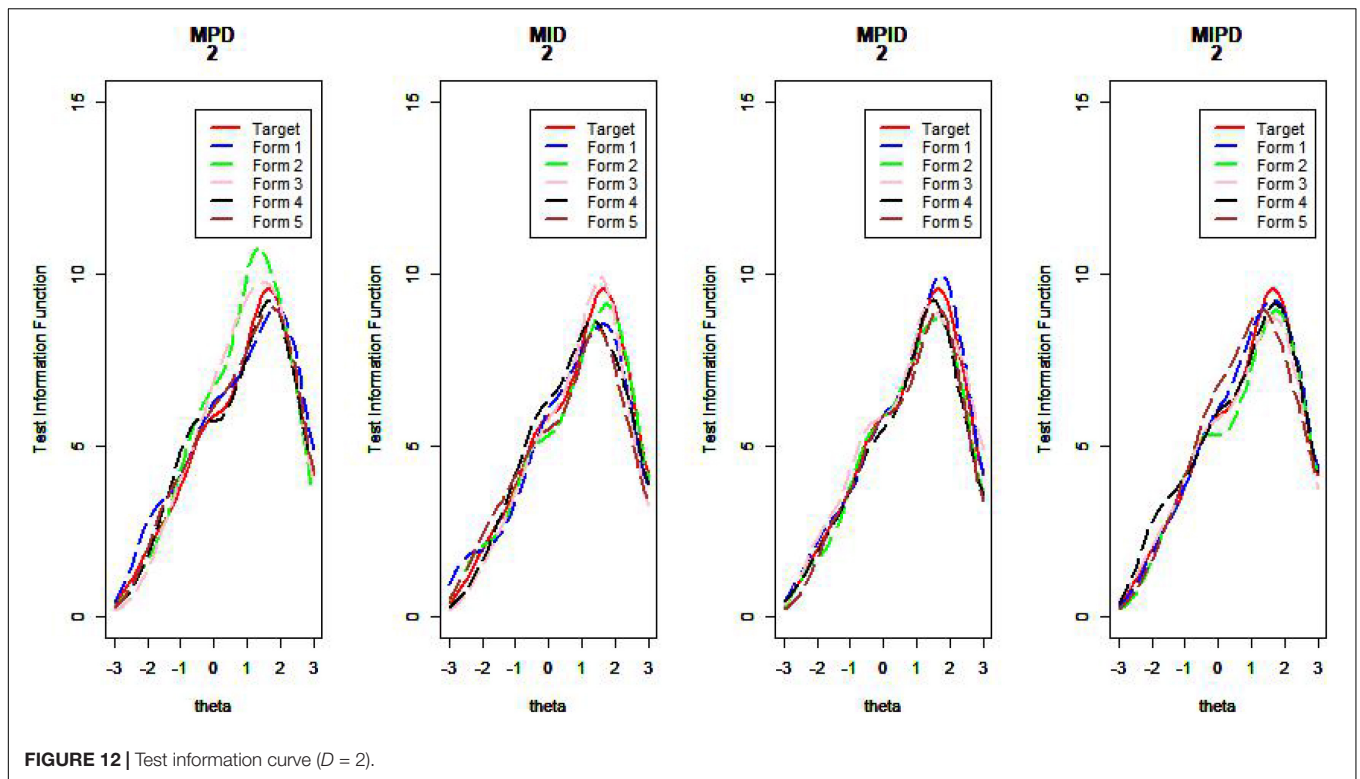 MPD
2
Test Information Function
15
10
5
0
Target
Form 1
Form 2
Form 3
Form 4
Form 5
-3 -2 -1 0 1 2 3
theta
MID
2
Test Information Function
15
10
5
0
Target
Form 1
Form 2
Form 3
Form 4
Form 5
-3 -2 -1 0 1 2 3
theta
MPID
2
Test Information Function
15
10
5
0
Target
Form 1
Form 2
Form 3
Form 4
Form 5
-3 -2 -1 0 1 2 3
theta
MIPD
2
Test Information Function
15
10
5
0
Target
Form 1
Form 2
Form 3
Form 4
Form 5
-3 -2 -1 0 1 2 3
theta
FIGURE 12 | Test information curve (D = 2).